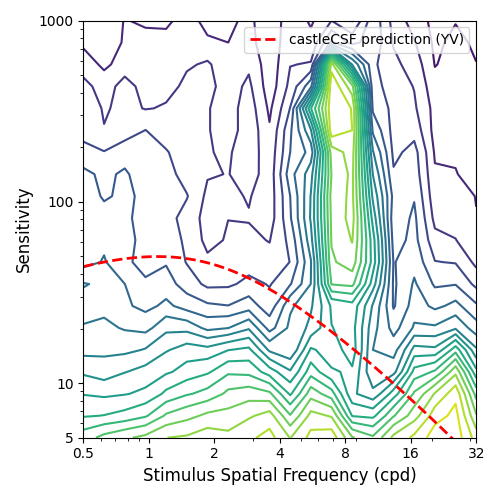 1000
castleCSF prediction (YV)
100
10
5
Sensitivity
0.5 1 2 4 8 16 32
Stimulus Spatial Frequency (cpd)